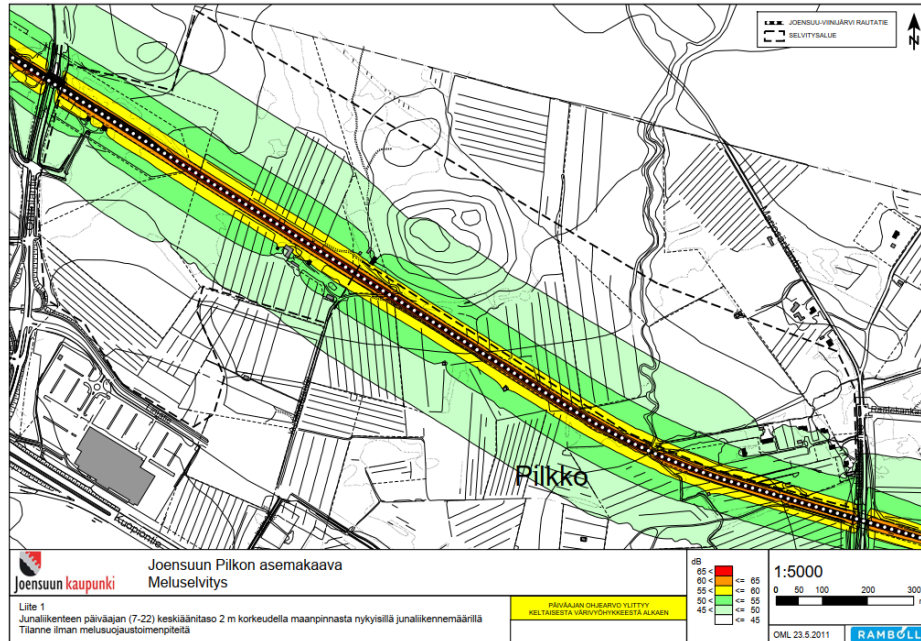 JOENSUU-VIINIJÄRVI RAUTATIE
SELVITYSALUE
N
Pilkko
Kuopiontie
Joensuun kaupunki
Joensuun Pilkon asemakaava
Meluselvitys
Liite 1
Junaliikenteen päiväajan (7-22) keskiäänitaso 2 m korkeudella maanpinnasta nykyisillä junaliikennemäärillä
Tilanne ilman melusuojaustoimenpiteitä
PÄIVÄAJAN OHJEARVO YLITTYY
KELTAISESTA VÄRIVYÖHYKKEESTÄ ALKAEN
dB
65 <
60 < <= 65
55 < <= 60
50 < <= 55
45 < <= 50
<= 45
1:5000
0 50 100 200 300
OML 23.5.2011
RAMBOLL